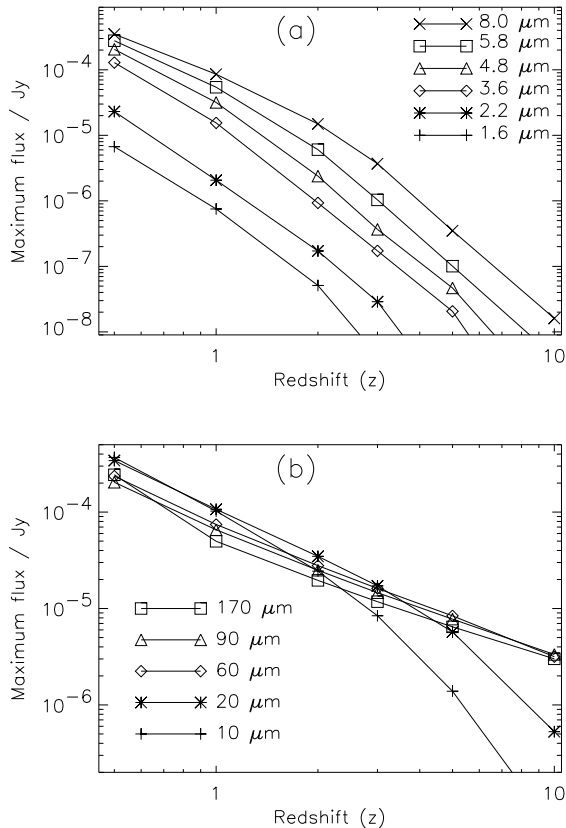 (a)
8.0 μm
5.8 μm
4.8 μm
3.6 μm
2.2 μm
1.6 μm
10⁻⁴
10⁻⁵
10⁻⁶
10⁻⁷
10⁻⁸
Maximum flux / Jy
1
10
Redshift (z)
(b)
10⁻⁴
10⁻⁵
10⁻⁶
Maximum flux / Jy
170 μm
90 μm
60 μm
20 μm
10 μm
1
10
Redshift (z)